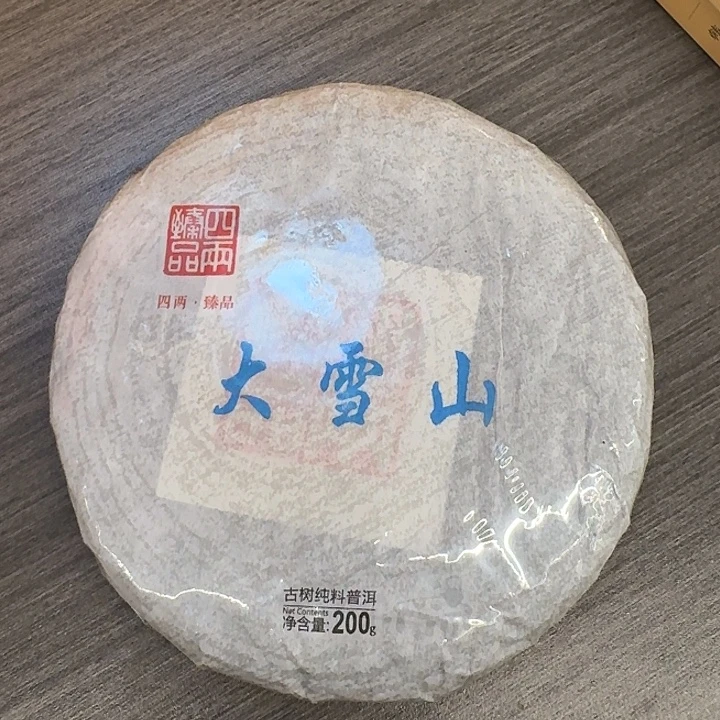 四兩臻品
四两·臻品
大雪山
古树纯料普洱
Net Contents
净含量:200g